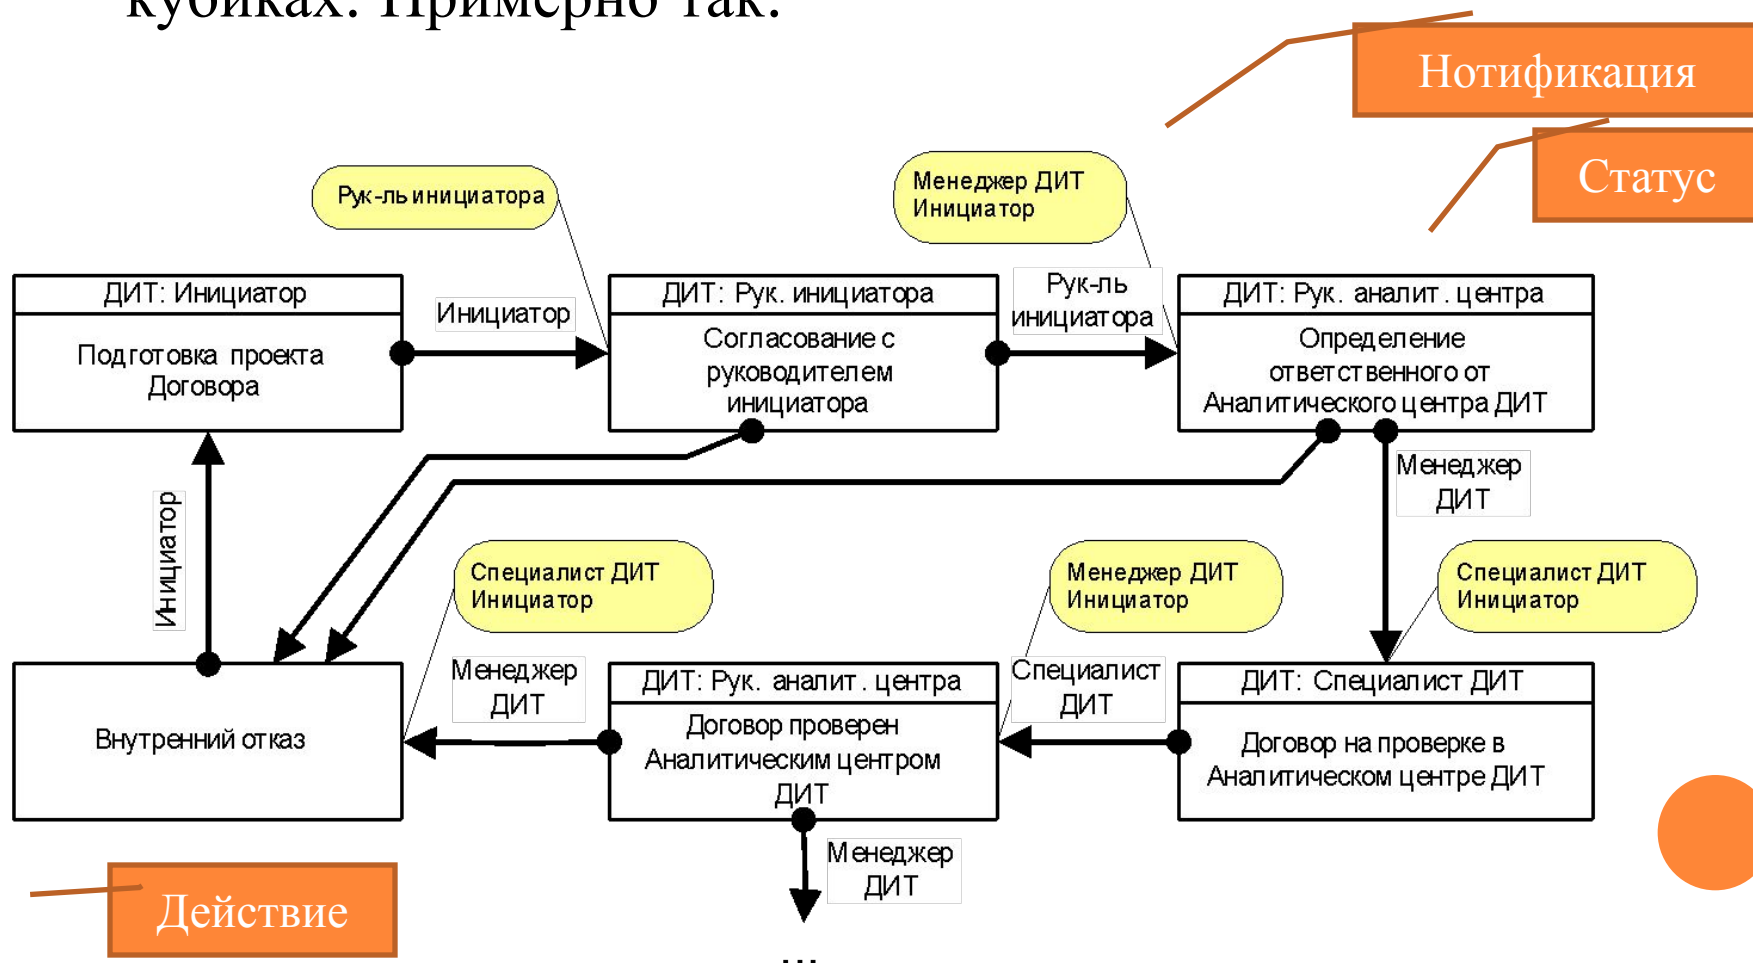 кубиках. Примерно так:
Нотификация
Статус
Рук-ль инициатора
Менеджер ДИТ
Инициатор
ДИТ: Инициатор
Подготовка проекта
Договора
Инициатор
ДИТ: Рук. инициатора
Согласование с
руководителем
инициатора
Рук-ль
инициатора
ДИТ: Рук. аналит. центра
Определение
ответственного от
Аналитического центра ДИТ
Менеджер
ДИТ
Инициатор
Специалист ДИТ
Инициатор
Менеджер ДИТ
Инициатор
Специалист ДИТ
Инициатор
Внутренний отказ
Менеджер
ДИТ
ДИТ: Рук. аналит. центра
Договор проверен
Аналитическим центром
ДИТ
Специалист
ДИТ
ДИТ: Специалист ДИТ
Договор на проверке в
Аналитическом центре ДИТ
Менеджер
ДИТ
Действие
...